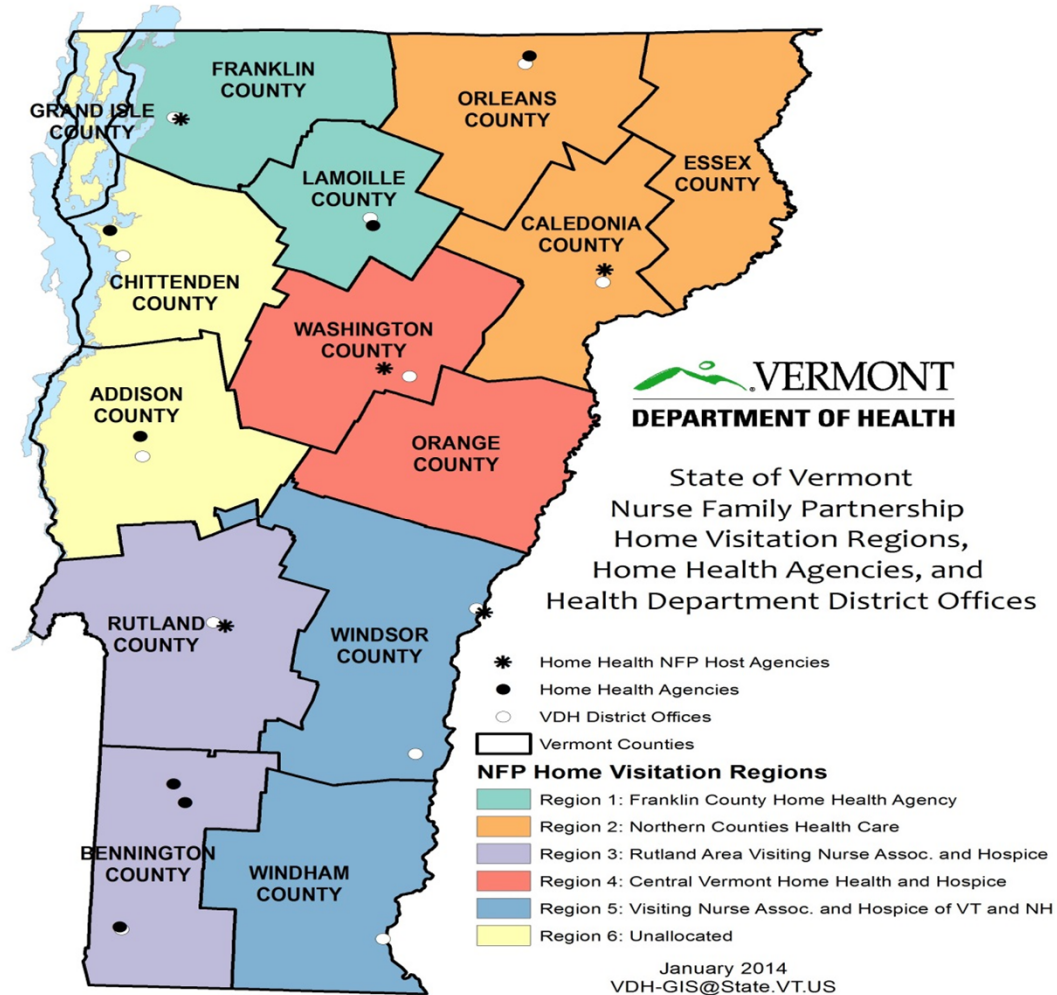 FRANKLIN
COUNTY
GRAND ISLE
COUNTY
ORLEANS
COUNTY
ESSEX
COUNTY
LAMOILLE
COUNTY
CALEDONIA
COUNTY
CHITTENDEN
COUNTY
WASHINGTON
COUNTY
ADDISON
COUNTY
ORANGE
COUNTY
RUTLAND
COUNTY
WINDSOR
COUNTY
BENNINGTON
COUNTY
WINDHAM
COUNTY
VERMONT
DEPARTMENT OF HEALTH
State of Vermont
Nurse Family Partnership
Home Visitation Regions,
Home Health Agencies, and
Health Department District Offices
Home Health NFP Host Agencies
Home Health Agencies
VDH District Offices
Vermont Counties
NFP Home Visitation Regions
Region 1: Franklin County Home Health Agency
Region 2: Northern Counties Health Care
Region 3: Rutland Area Visiting Nurse Assoc. and Hospice
Region 4: Central Vermont Home Health and Hospice
Region 5: Visiting Nurse Assoc. and Hospice of VT and NH
Region 6: Unallocated
January 2014
VDH-GIS@State.VT.US